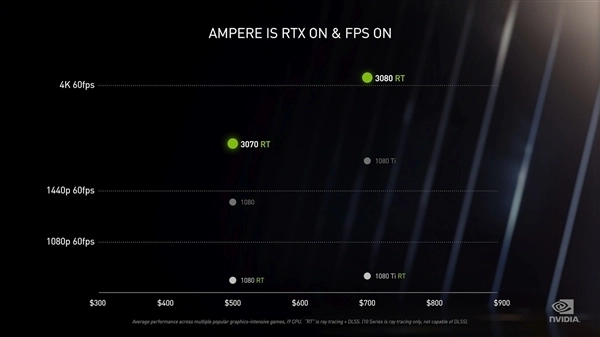 AMPERE IS RTX ON & FPS ON
4K 60fps
3080 RT
3070 RT
1080 Ti
1440p 60fps
1080
1080p 60fps
1080 RT
1080 Ti RT
$300 $400 $500 $600 $700 $800 $900
Average performance across multiple popular graphics-intensive games, i9 CPU. "RT" is ray tracing + DLSS. (10 Series is ray tracing only, not capable of DLSS).
NVIDIA.